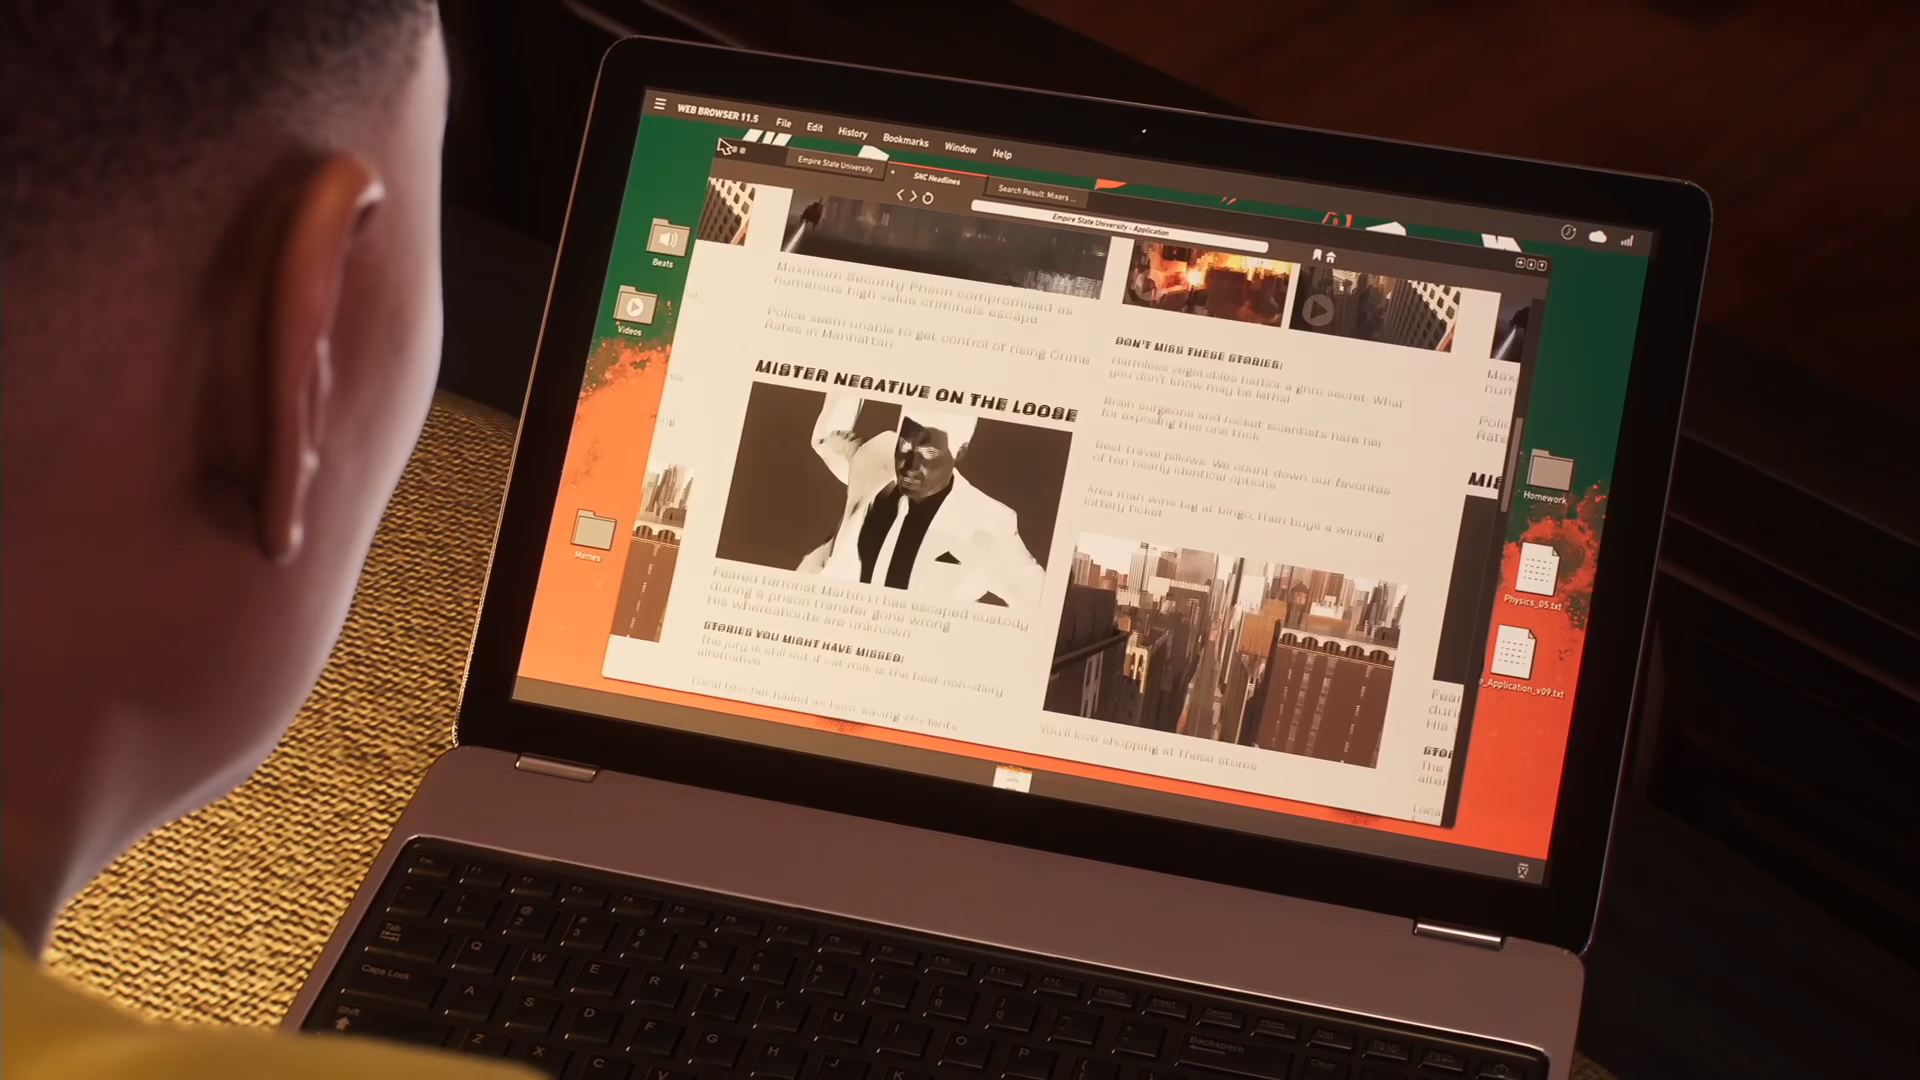 WEB BROWSER 11.5 File Edit History Bookmarks Window Help
Empire State University
SNC Headlines
Search Result: Mixers ...
Empire State University - Application
Beats
Videos
Memes
Homework
Physics_05.txt
e_Application_v09.txt
Maximum Security Prison compromised as
numerous high value criminals escape.
Police seem unable to get control of rising Crime
Rates in Manhattan
MISTER NEGATIVE ON THE LOOSE
Feared terrorist Martin Li has escaped custody
during a prison transfer gone wrong
His whereabouts are unknown
STORIES YOU MIGHT HAVE MISSED:
The jury is still out if oat milk is the best non-dairy
alternative
Local teacher hailed as hero, saving students
DON'T MISS THESE STORIES:
Harmless vegetables harbor a grim secret. What
you don't know may be lethal.
Brain surgeons and rocket scientists hate her
for exposing this one trick
Best travel pillows: We count down our favorites
of ten nearly identical options
Area man wins big at bingo, then buys a winning
lottery ticket
You'll love shopping at these stores
Tab
Caps Lock
Shift
Backspace
Q W E R T Y U I O P
A S D F G H J K L
Z X C V